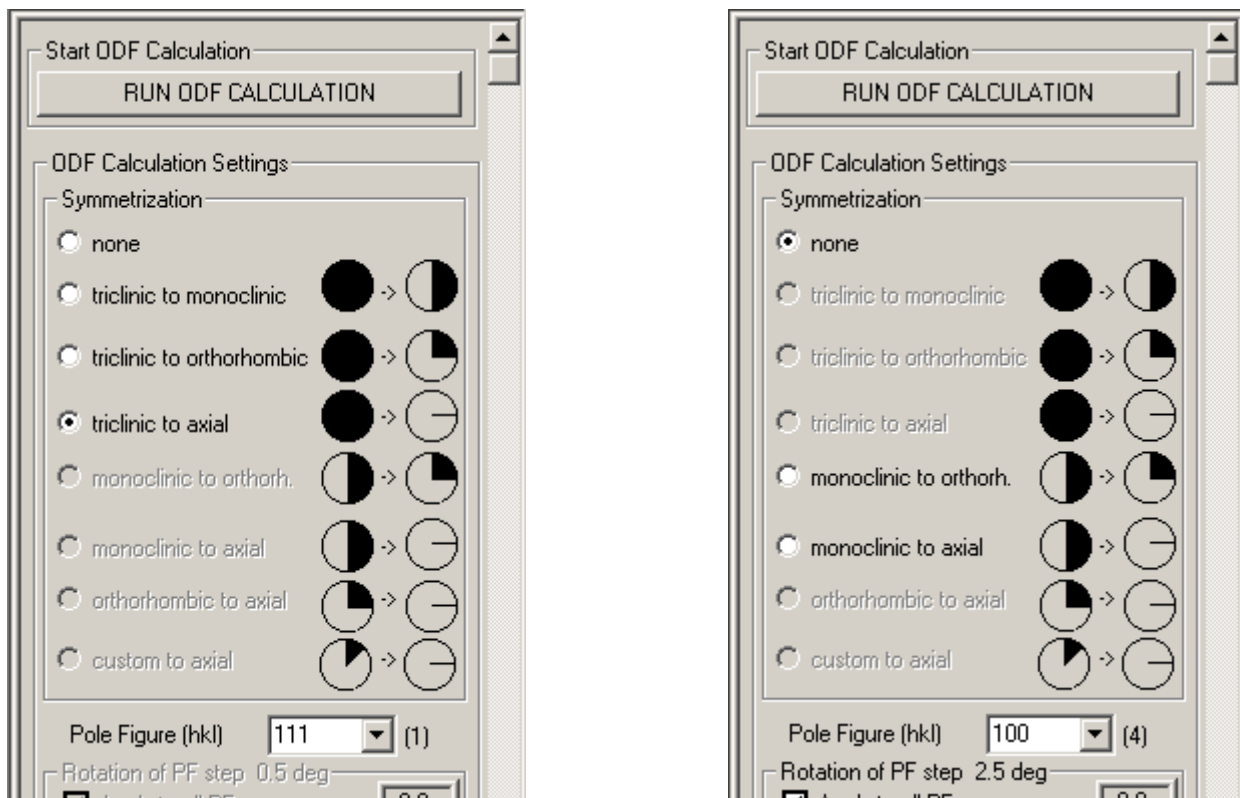 Start ODF Calculation
RUN ODF CALCULATION
ODF Calculation Settings
Symmetrization
none
triclinic to monoclinic ->
triclinic to orthorhombic ->
triclinic to axial ->
monoclinic to orthorh. ->
monoclinic to axial ->
orthorhombic to axial ->
custom to axial ->
Pole Figure (hkl) 111 (1)
Rotation of PF step 0.5 deg
Start ODF Calculation
RUN ODF CALCULATION
ODF Calculation Settings
Symmetrization
none
triclinic to monoclinic ->
triclinic to orthorhombic ->
triclinic to axial ->
monoclinic to orthorh. ->
monoclinic to axial ->
orthorhombic to axial ->
custom to axial ->
Pole Figure (hkl) 100 (4)
Rotation of PF step 2.5 deg